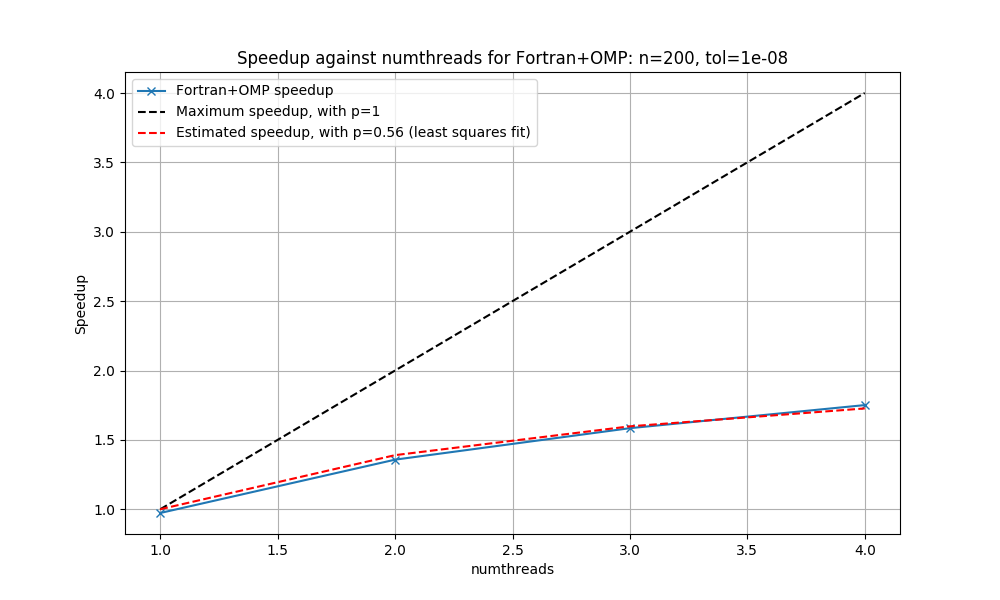 Speedup against numthreads for Fortran+OMP: n=200, tol=1e-08
Fortran+OMP speedup
Maximum speedup, with p=1
Estimated speedup, with p=0.56 (least squares fit)
4.0
3.5
3.0
2.5
2.0
1.5
1.0
Speedup
1.0 1.5 2.0 2.5 3.0 3.5 4.0
numthreads